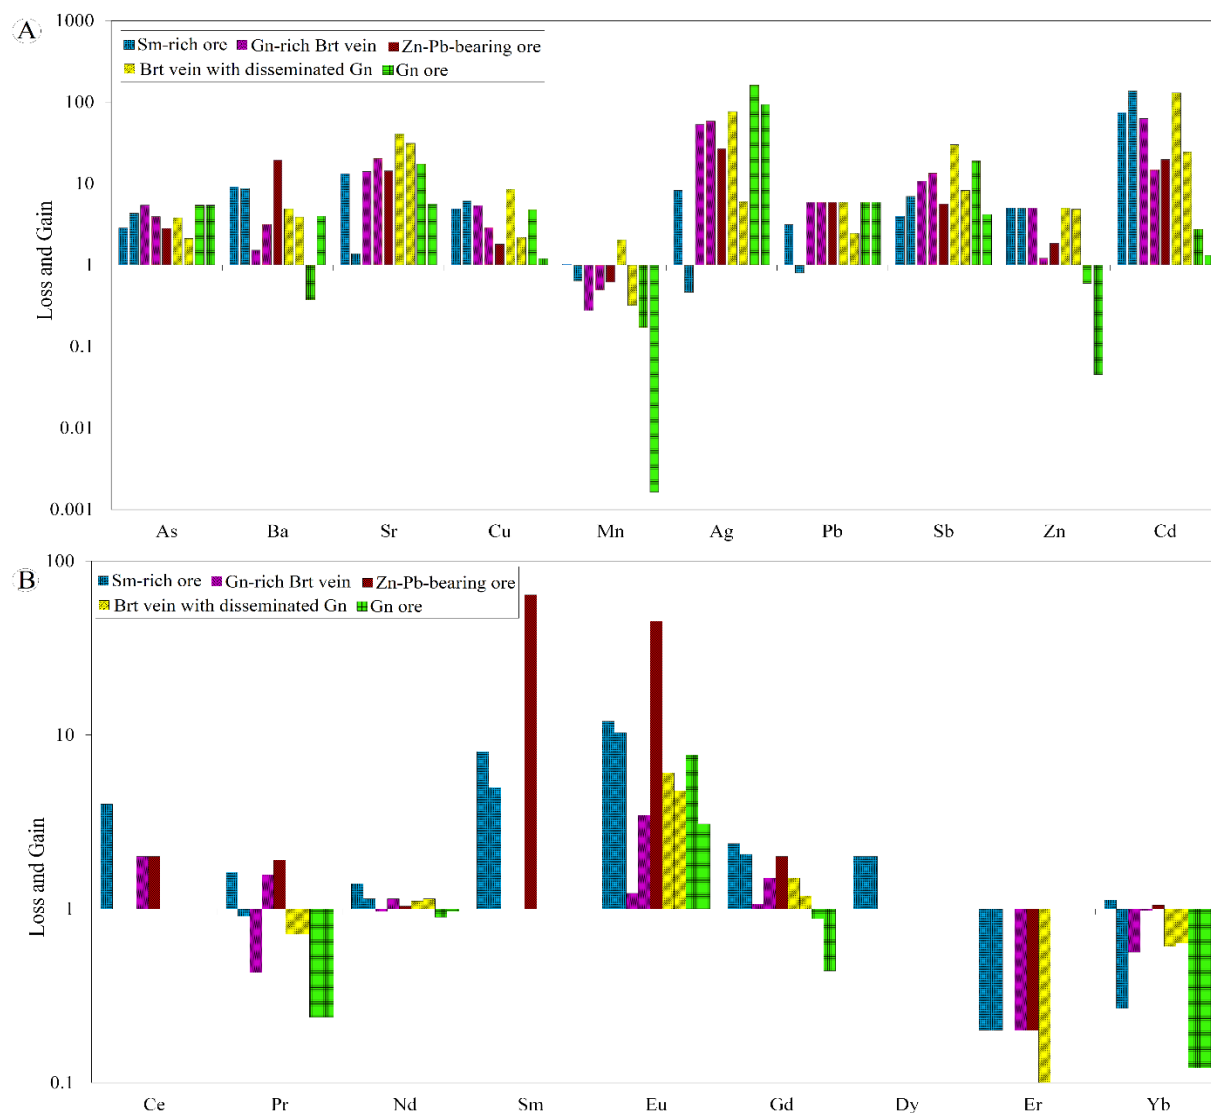 A
1000
100
10
1
0.1
0.01
0.001
Loss and Gain
Sm-rich ore Gn-rich Brt vein Zn-Pb-bearing ore
Brt vein with disseminated Gn Gn ore
As Ba Sr Cu Mn Ag Pb Sb Zn Cd
B
100
10
1
0.1
Loss and Gain
Sm-rich ore Gn-rich Brt vein Zn-Pb-bearing ore
Brt vein with disseminated Gn Gn ore
Ce Pr Nd Sm Eu Gd Dy Er Yb